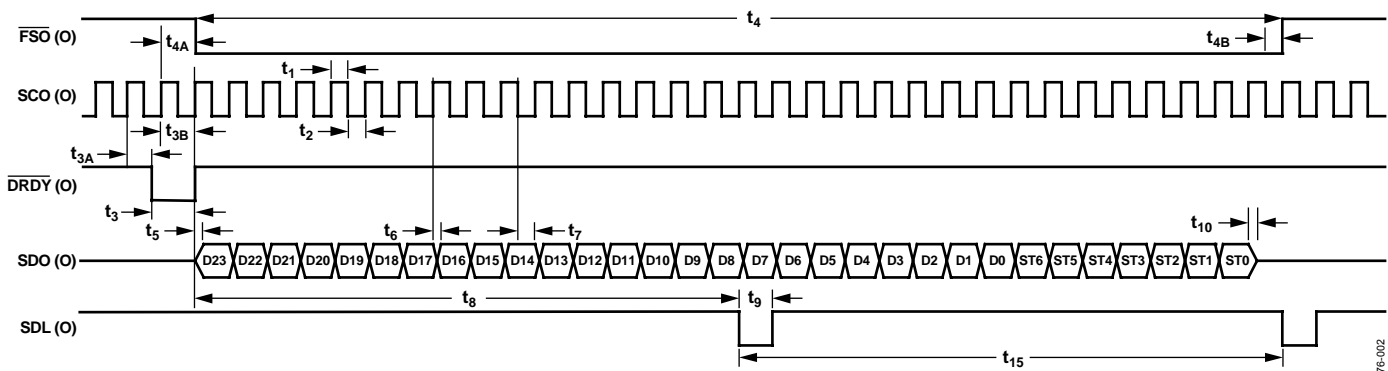 t4
FSO (O)
t4A
t4B
t1
SCO (O)
t3B
t2
t3A
DRDY (O)
t3
t5
t6
t7
t10
SDO (O)
D23 D22 D21 D20 D19 D18 D17 D16 D15 D14 D13 D12 D11 D10 D9 D8 D7 D6 D5 D4 D3 D2 D1 D0 ST6 ST5 ST4 ST3 ST2 ST1 ST0
t8
t9
SDL (O)
t15
76-002